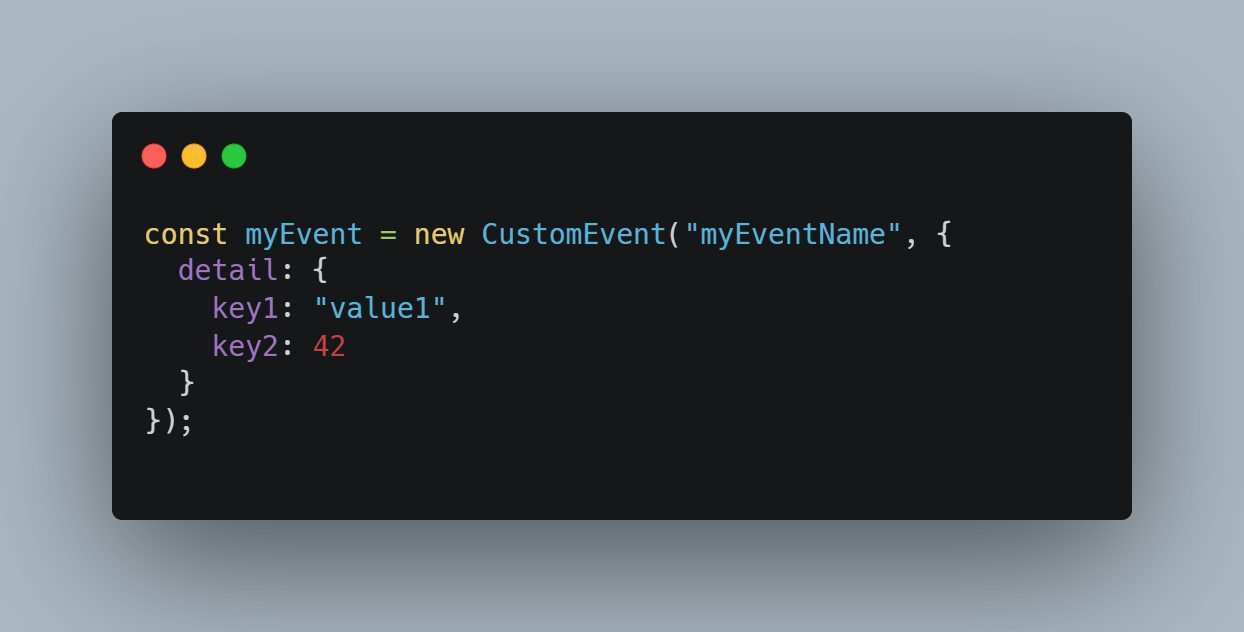 const myEvent = new CustomEvent("myEventName", {
  detail: {
    key1: "value1",
    key2: 42
  }
});